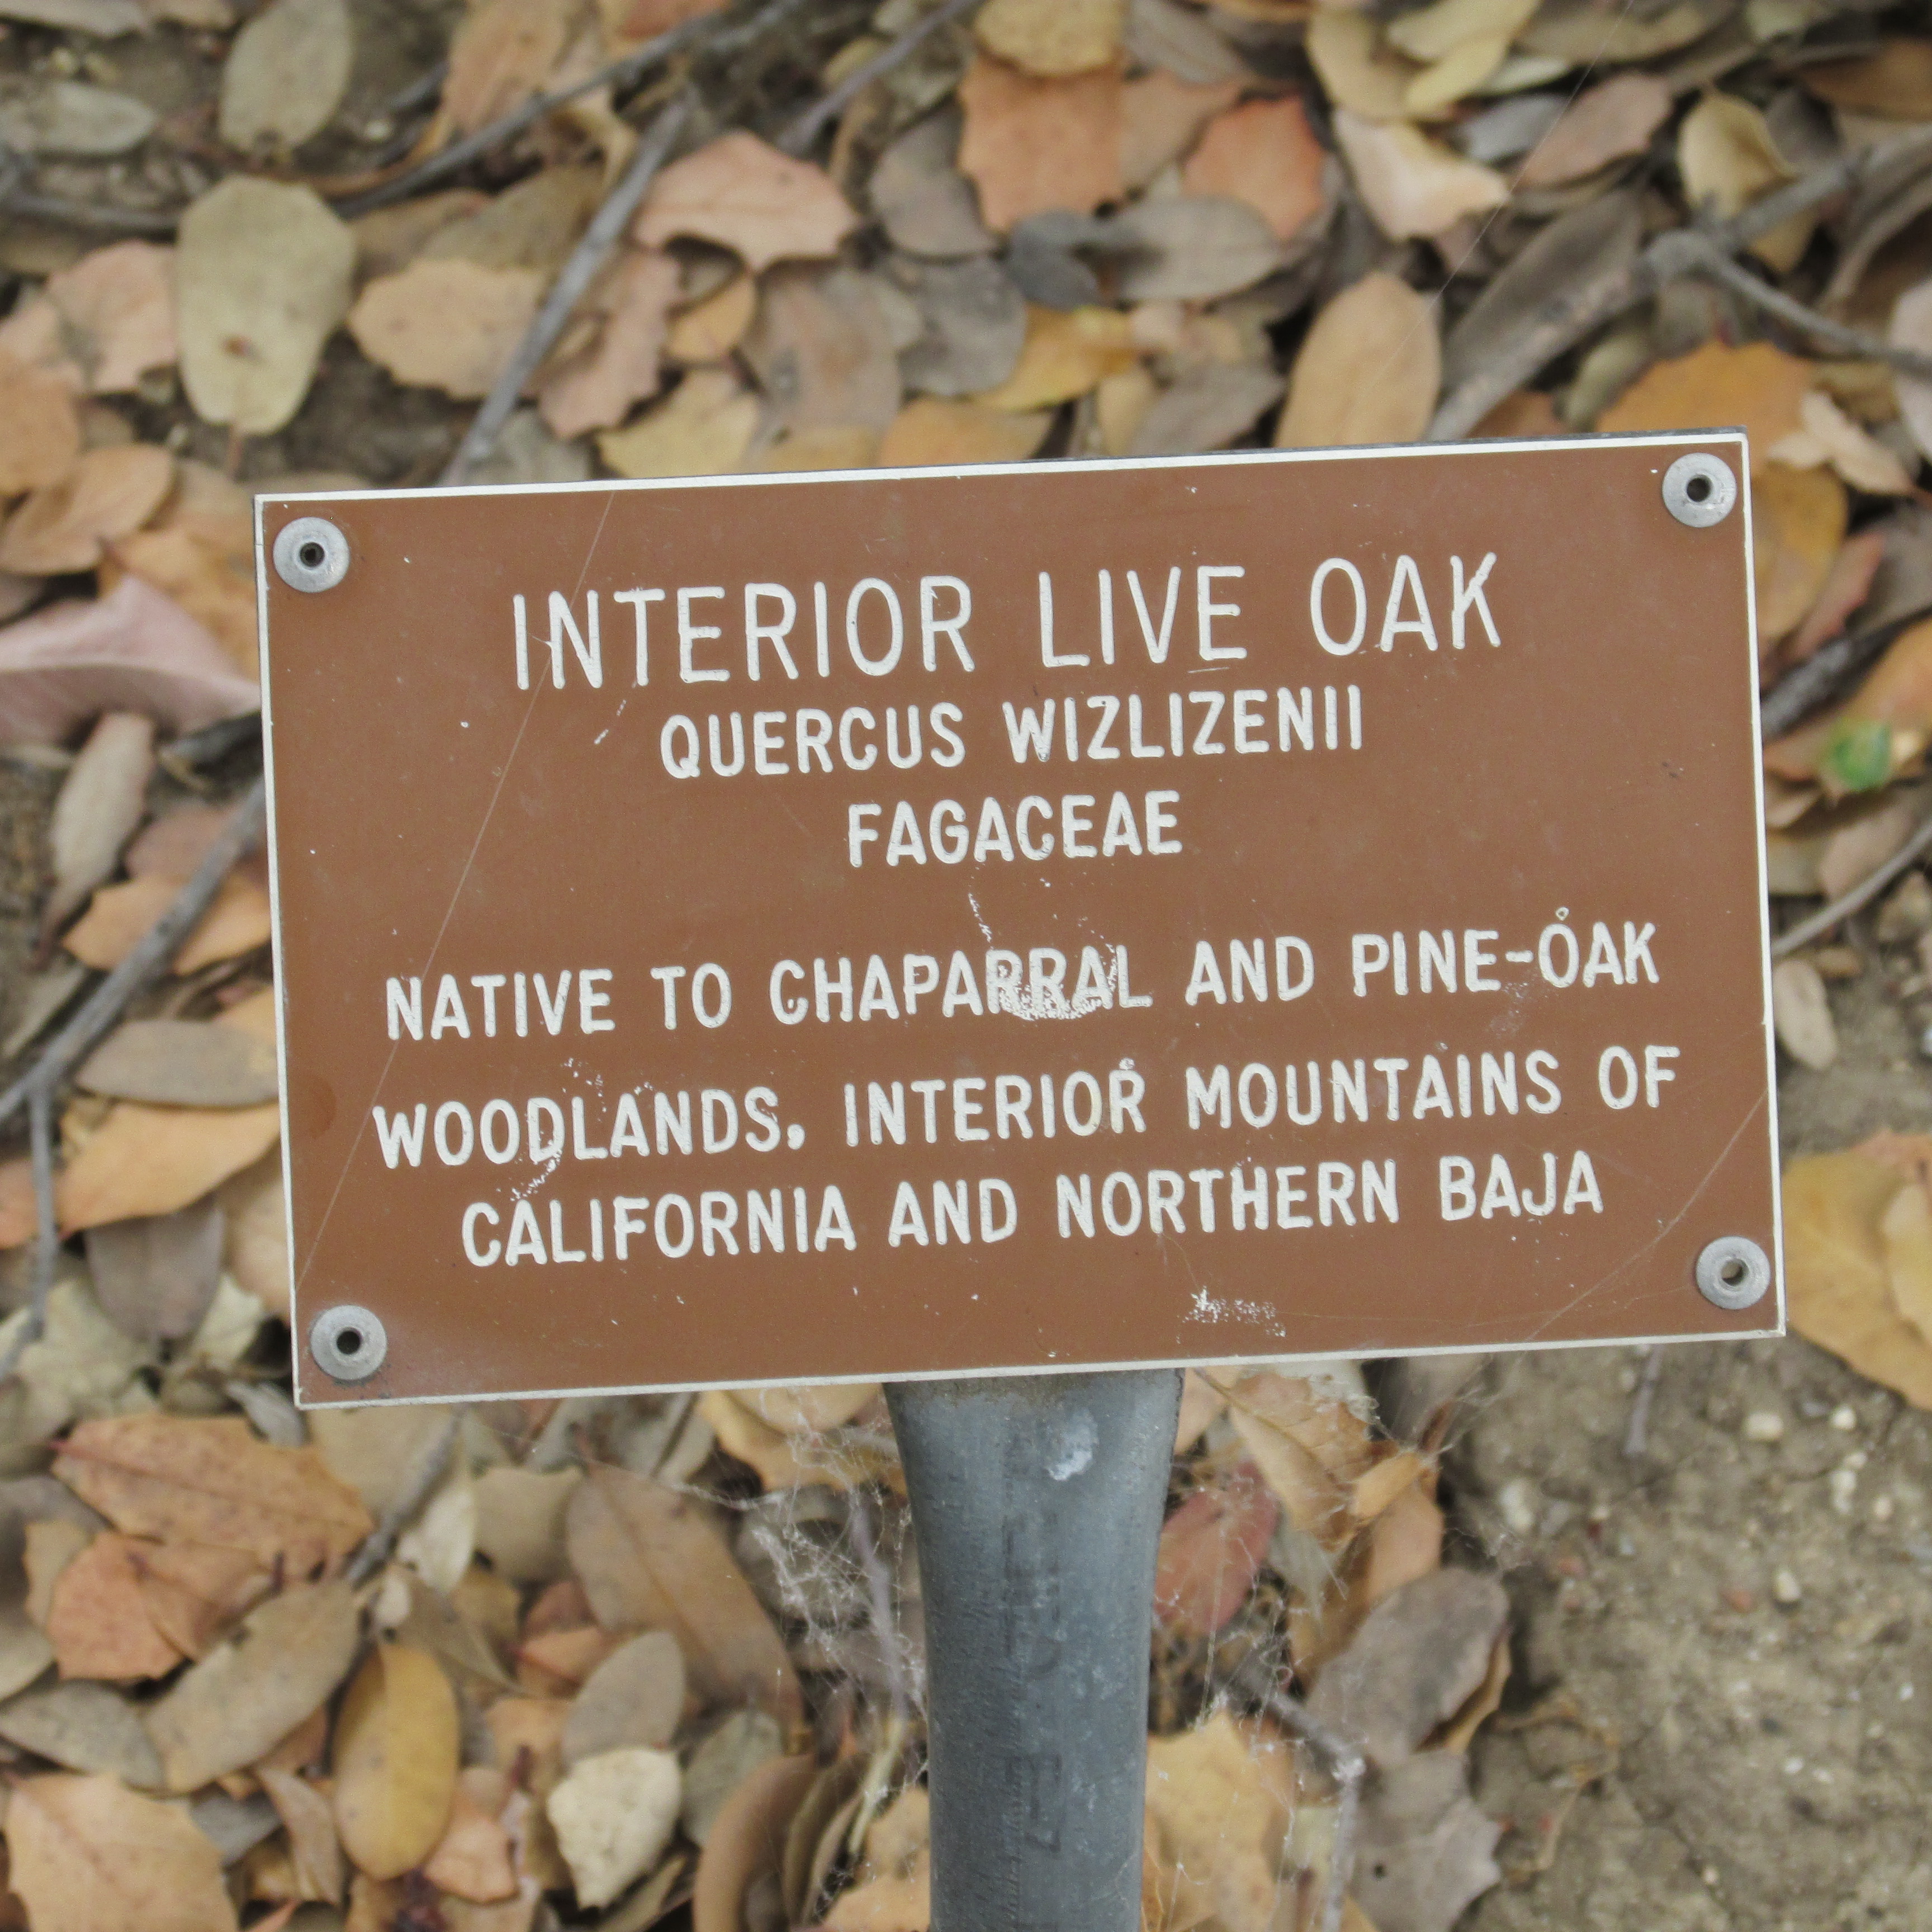 INTERIOR LIVE OAK
QUERCUS WIZLIZENII
FAGACEAE
NATIVE TO CHAPARRAL AND PINE-OAK
WOODLANDS, INTERIOR MOUNTAINS OF
CALIFORNIA AND NORTHERN BAJA